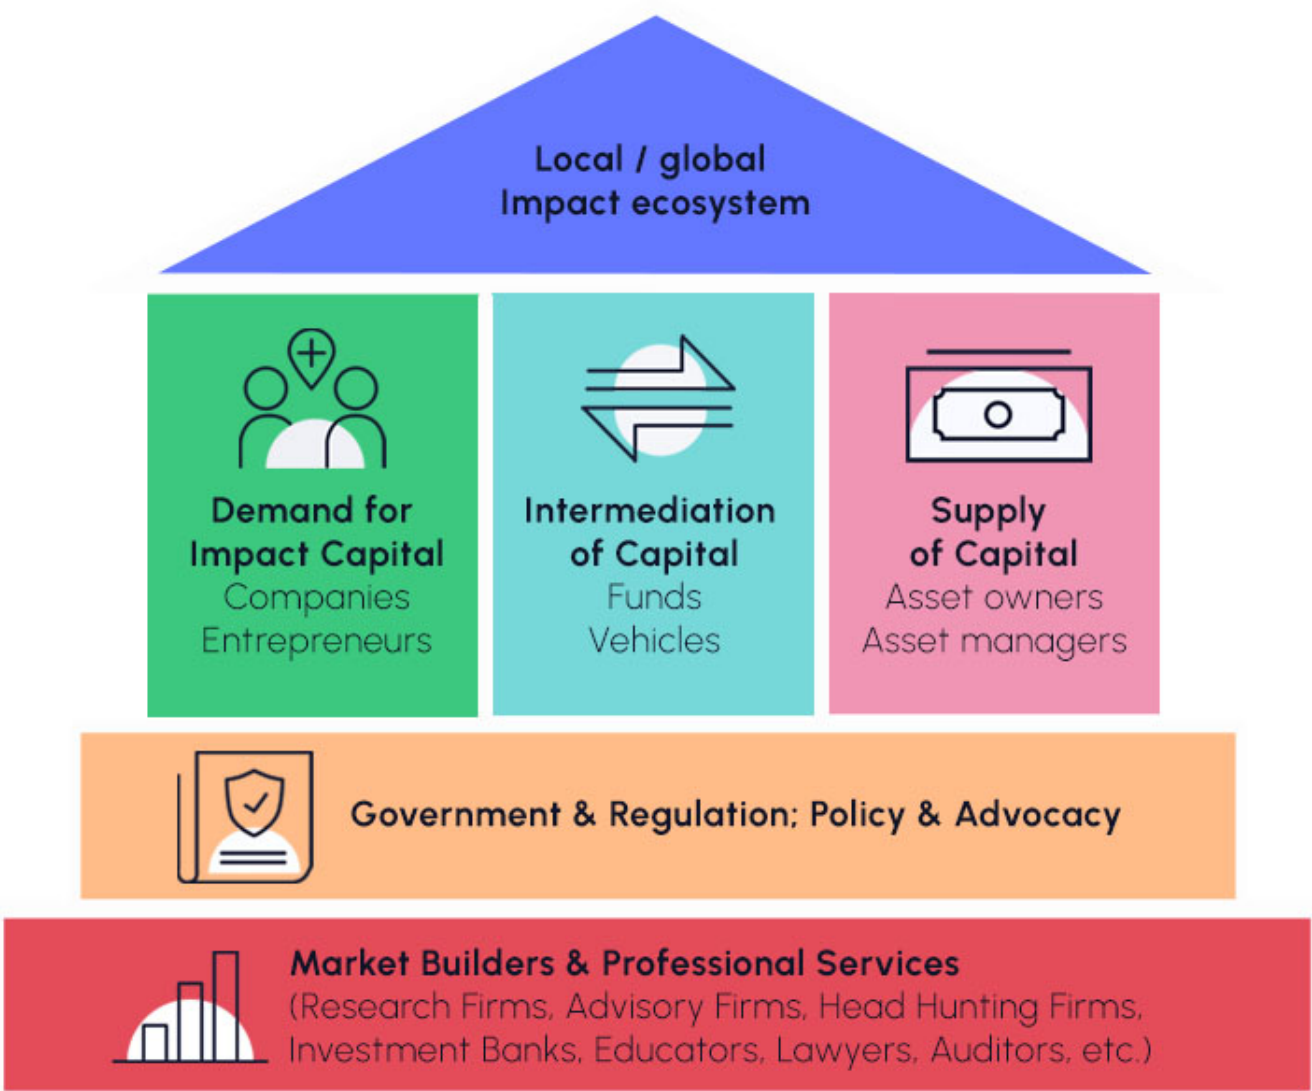 Local / global
Impact ecosystem
Demand for
Impact Capital
Companies
Entrepreneurs
Intermediation
of Capital
Funds
Vehicles
Supply
of Capital
Asset owners
Asset managers
Government & Regulation; Policy & Advocacy
Market Builders & Professional Services
(Research Firms, Advisory Firms, Head Hunting Firms,
Investment Banks, Educators, Lawyers, Auditors, etc.)